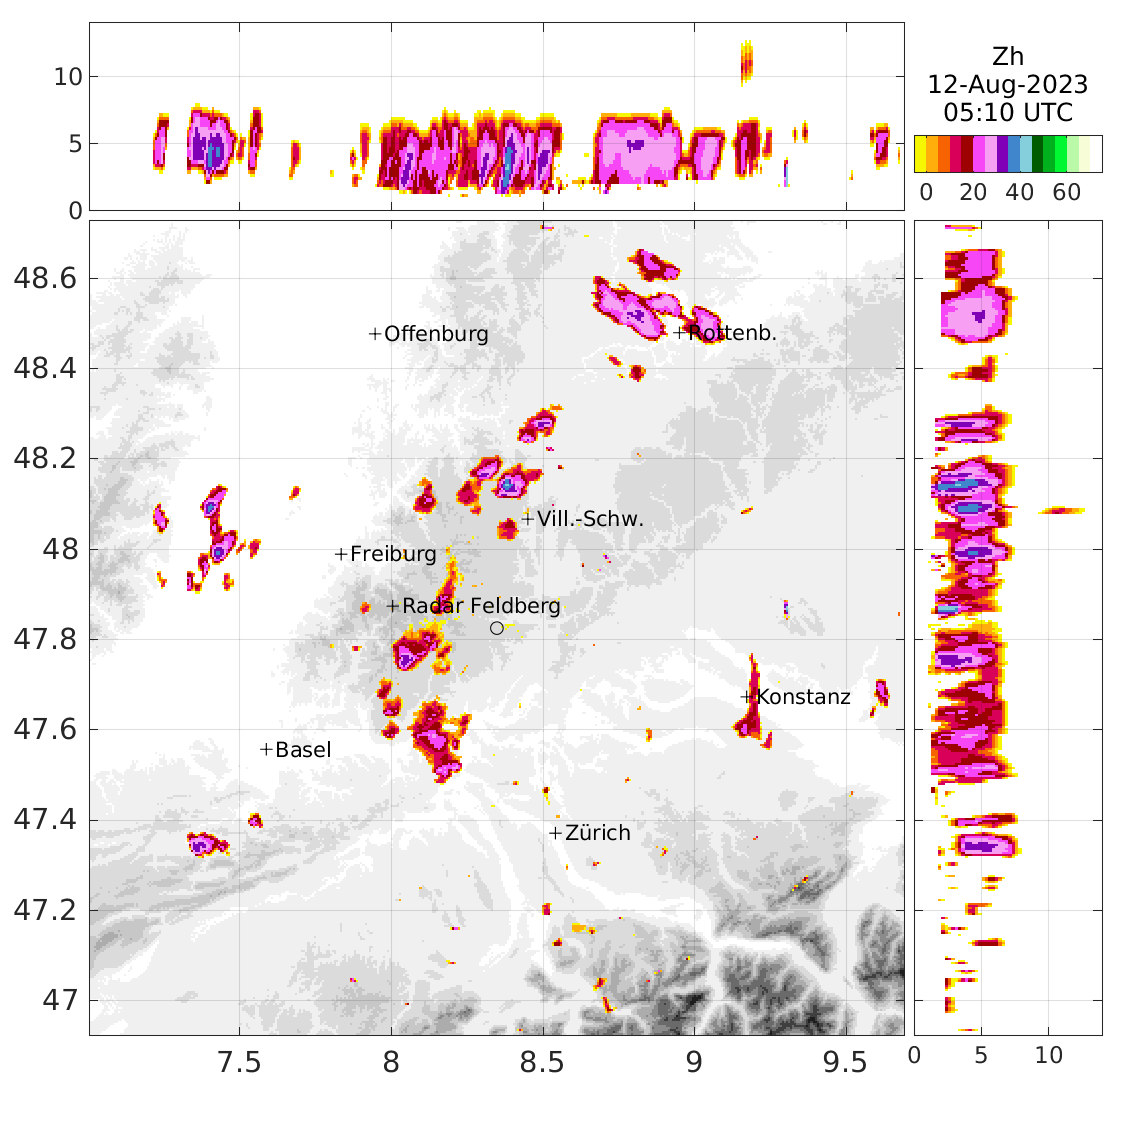 10
5
0
Zh
12-Aug-2023
05:10 UTC
0 20 40 60
48.6
48.4
48.2
48
47.8
47.6
47.4
47.2
47
+Offenburg
+Rottenb.
+Vill.-Schw.
+Freiburg
+Radar Feldberg
+Konstanz
+Basel
+Zürich
7.5 8 8.5 9 9.5
0 5 10